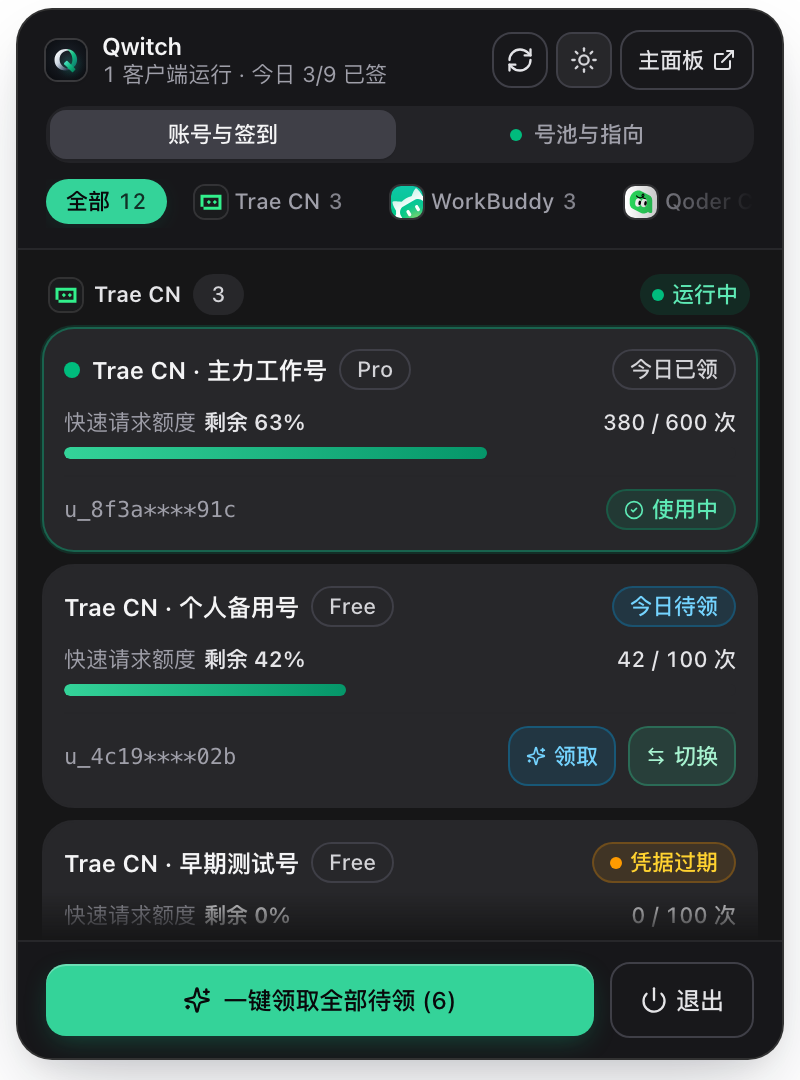 Qwitch
1 客户端运行 · 今日 3/9 已签
主面板
账号与签到
号池与指向
全部 12
Trae CN 3
WorkBuddy 3
Qoder C
Trae CN 3
运行中
Trae CN · 主力工作号 Pro 今日已领
快速请求额度 剩余 63% 380 / 600 次
u_8f3a****91c 使用中
Trae CN · 个人备用号 Free 今日待领
快速请求额度 剩余 42% 42 / 100 次
u_4c19****02b 领取 切换
Trae CN · 早期测试号 Free 凭据过期
快速请求额度 剩余 0% 0 / 100 次
一键领取全部待领 (6) 退出